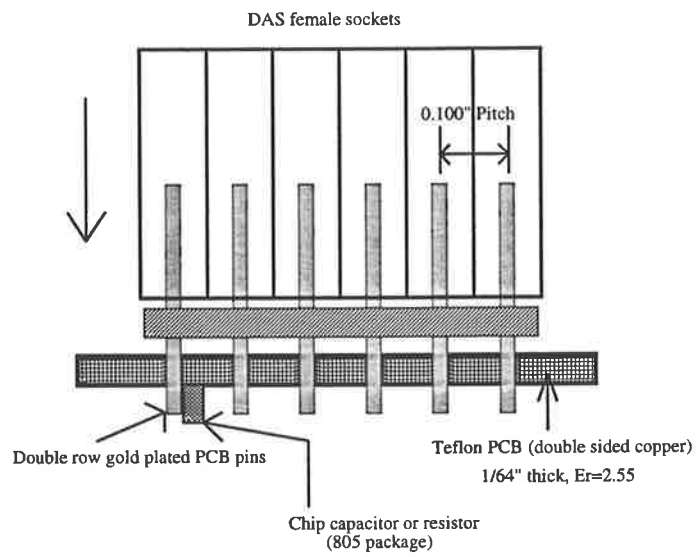 DAS female sockets
0.100" Pitch
Double row gold plated PCB pins
Teflon PCB (double sided copper)
1/64" thick, Er=2.55
Chip capacitor or resistor
(805 package)